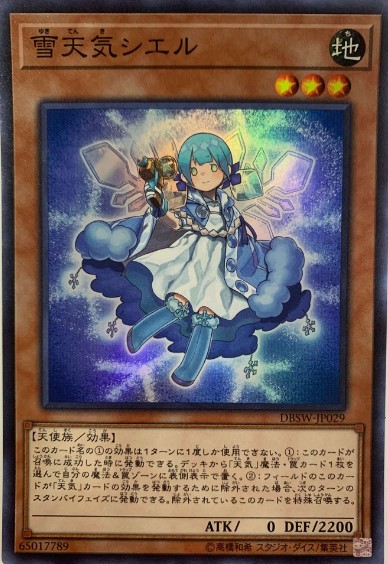 雪天気シエル
地
DBSW-JP029
【天使族／効果】
このカード名の①の効果は1ターンに1度しか使用できない。①：このカードが
召喚に成功した時に発動できる。デッキから「天気」魔法・罠カード1枚を
選んで自分の魔法＆罠ゾーンに表側表示で置く。②：フィールドのこのカー
ドが「天気」カードの効果を発動するために除外された場合、次のターンの
スタンバイフェイズに発動できる。除外されているこのカードを特殊召喚する。
ATK/ 0 DEF/2200
65017789
©高橋和希 スタジオ・ダイス/集英社